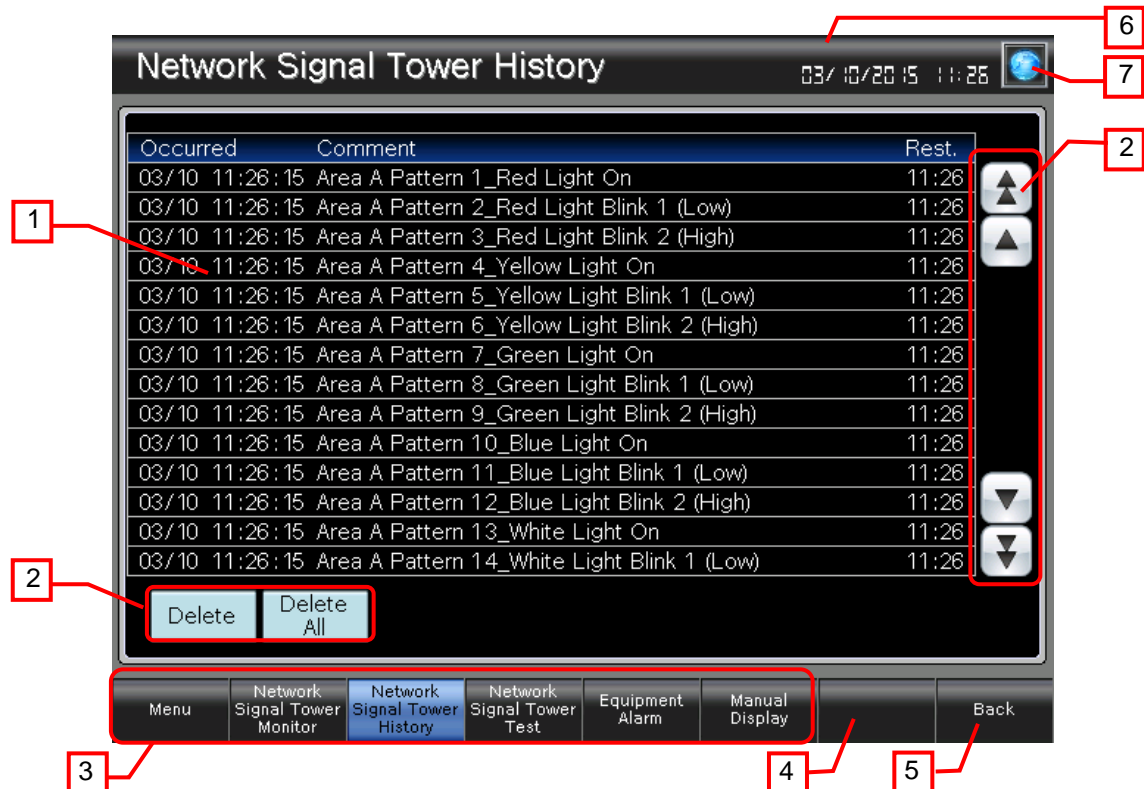 6
Network Signal Tower History
03/10/2015 11:26
7
Occurred Comment Rest.
2
03/10 11:26:15 Area A Pattern 1_Red Light On 11:26
03/10 11:26:15 Area A Pattern 2_Red Light Blink 1 (Low) 11:26
1
03/10 11:26:15 Area A Pattern 3_Red Light Blink 2 (High) 11:26
03/10 11:26:15 Area A Pattern 4_Yellow Light On 11:26
03/10 11:26:15 Area A Pattern 5_Yellow Light Blink 1 (Low) 11:26
03/10 11:26:15 Area A Pattern 6_Yellow Light Blink 2 (High) 11:26
03/10 11:26:15 Area A Pattern 7_Green Light On 11:26
03/10 11:26:15 Area A Pattern 8_Green Light Blink 1 (Low) 11:26
03/10 11:26:15 Area A Pattern 9_Green Light Blink 2 (High) 11:26
03/10 11:26:15 Area A Pattern 10_Blue Light On 11:26
03/10 11:26:15 Area A Pattern 11_Blue Light Blink 1 (Low) 11:26
03/10 11:26:15 Area A Pattern 12_Blue Light Blink 2 (High) 11:26
03/10 11:26:15 Area A Pattern 13_White Light On 11:26
03/10 11:26:15 Area A Pattern 14_White Light Blink 1 (Low) 11:26
2
Delete
Delete
All
Menu
Network
Signal Tower
Monitor
Network
Signal Tower
History
Network
Signal Tower
Test
Equipment
Alarm
Manual
Display
Back
3
4
5